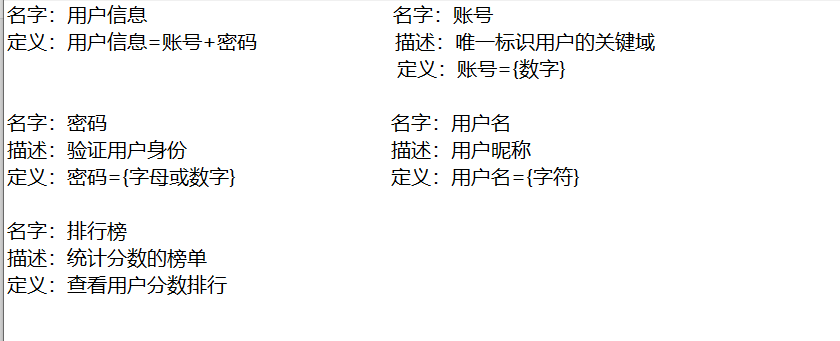 名字：用户信息
定义：用户信息=账号+密码
名字：账号
描述：唯一标识用户的关键域
定义：账号={数字}
名字：密码
描述：验证用户身份
定义：密码={字母或数字}
名字：用户名
描述：用户昵称
定义：用户名={字符}
名字：排行榜
描述：统计分数的榜单
定义：查看用户分数排行